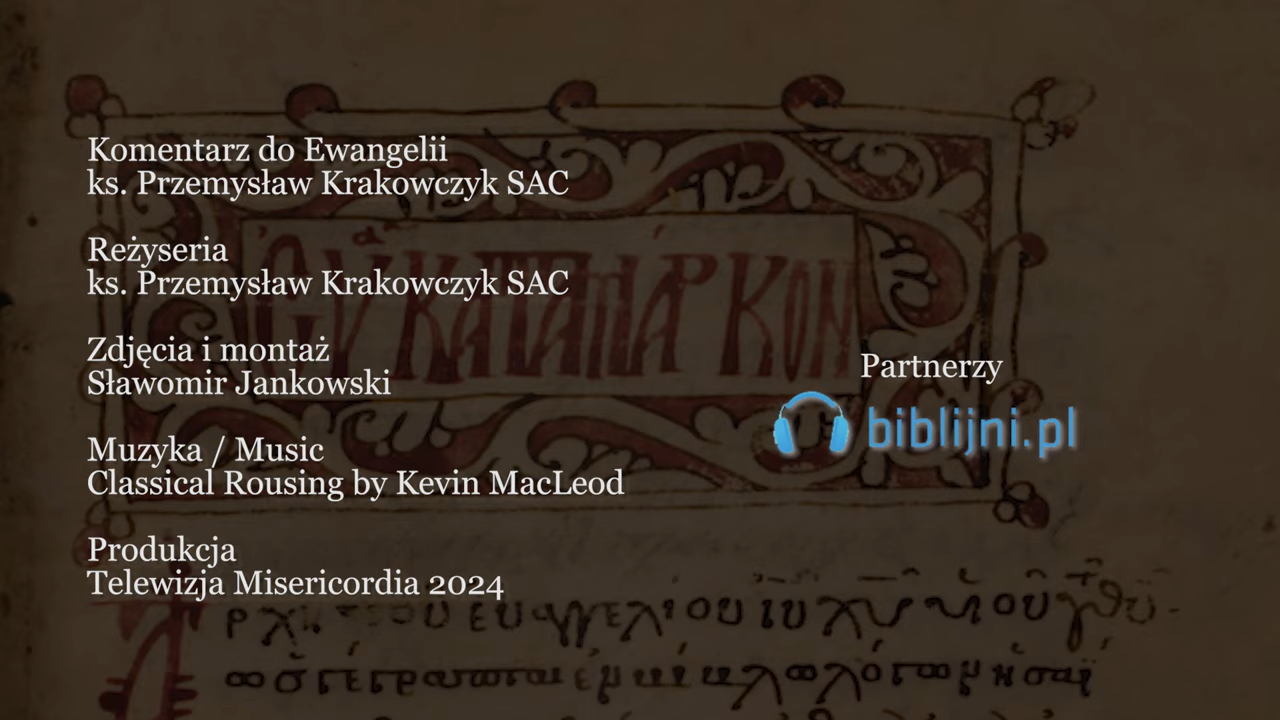 Komentarz do Ewangelii
ks. Przemysław Krakowczyk SAC
Reżyseria
ks. Przemysław Krakowczyk SAC
Zdjęcia i montaż
Sławomir Jankowski
Muzyka / Music
Classical Rousing by Kevin MacLeod
Produkcja
Telewizja Misericordia 2024
Partnerzy
biblijni.pl